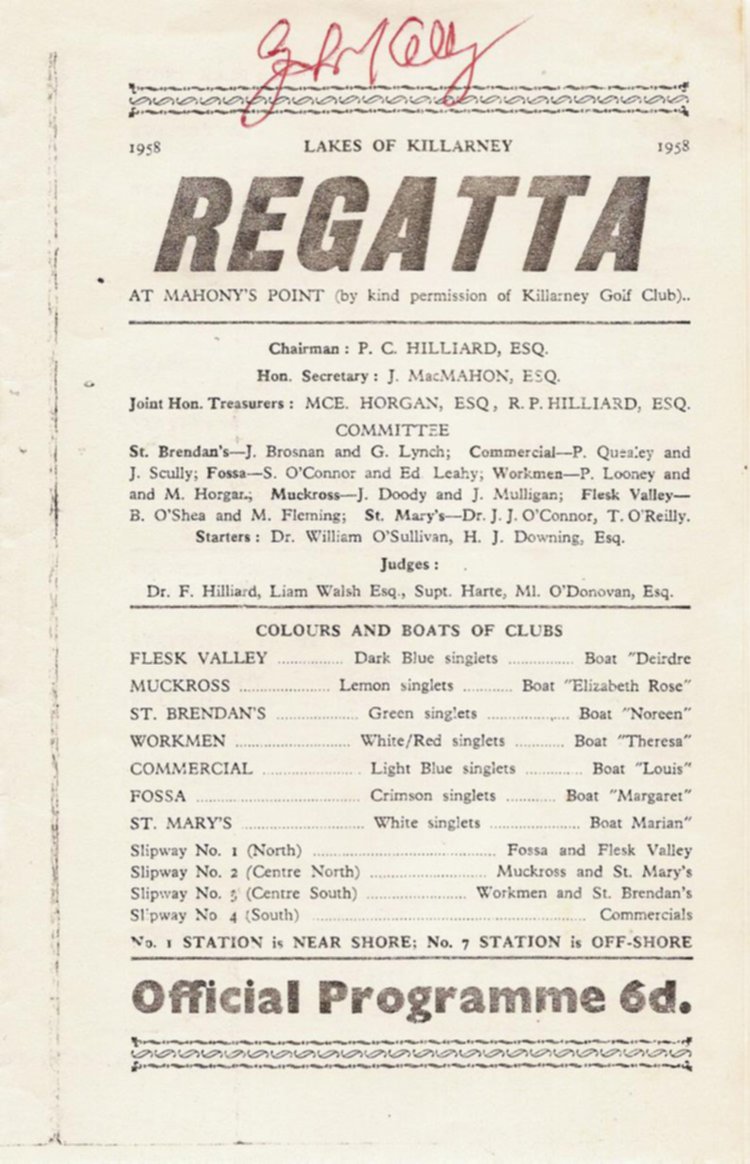 1958 LAKES OF KILLARNEY 1958
REGATTA
AT MAHONY'S POINT (by kind permission of Killarney Golf Club)..
Chairman : P. C. HILLIARD, ESQ.
Hon. Secretary : J. MacMAHON, ESQ.
Joint Hon. Treasurers : MCE. HORGAN, ESQ, R. P. HILLIARD, ESQ.
COMMITTEE
St. Brendan's—J. Brosnan and G. Lynch; Commercial—P. Quealey and
J. Scully; Fossa—S. O'Connor and Ed. Leahy; Workmen—P. Looney and
and M. Horgan.; Muckross—J. Doody and J. Mulligan; Flesk Valley—
B. O'Shea and M. Fleming; St. Mary's—Dr. J. J. O'Connor, T. O'Reilly.
Starters : Dr. William O'Sullivan, H. J. Downing, Esq.
Judges :
Dr. F. Hilliard, Liam Walsh Esq., Supt. Harte, Ml. O'Donovan, Esq.
COLOURS AND BOATS OF CLUBS
FLESK VALLEY ............... Dark Blue singlets ............... Boat "Deirdre
MUCKROSS ..................... Lemon singlets ............ Boat "Elizabeth Rose"
ST. BRENDAN'S ................... Green singlets ................... Boat "Noreen"
WORKMEN ........................... White/Red singlets ............ Boat "Theresa"
COMMERCIAL ....................... Light Blue singlets ............. Boat "Louis"
FOSSA ...................................... Crimson singlets ............ Boat "Margaret"
ST. MARY'S ............................. White singlets ..................... Boat Marian"
Slipway No. 1 (North) .......................................... Fossa and Flesk Valley
Slipway No. 2 (Centre North) ........................... Muckross and St. Mary's
Slipway No. 3 (Centre South) ........................ Workmen and St. Brendan's
Slipway No 4 (South) .............................................................. Commercials
No. 1 STATION is NEAR SHORE; No. 7 STATION is OFF-SHORE
Official Programme 6d.